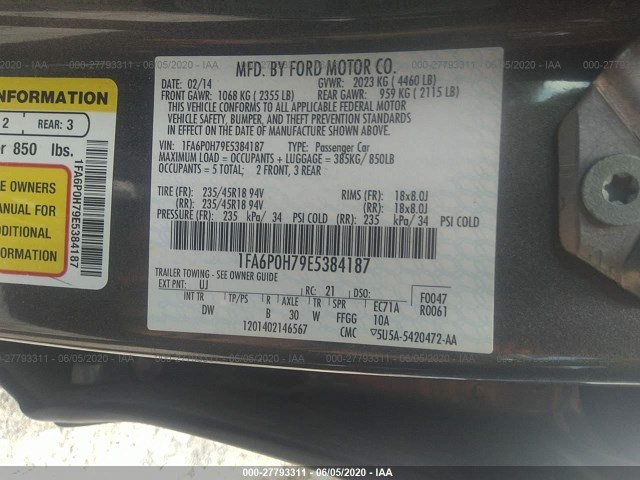 000-27793311 - 06/05/2020 - IAA
INFORMATION
2 REAR: 3
850 lbs.
OWNERS
MANUAL FOR
ADDITIONAL
INFORMATION
1FA6P0H79E5384187
MFD. BY FORD MOTOR CO.
DATE: 02/14 GVWR: 2023 KG ( 4460 LB)
FRONT GAWR: 1068 KG ( 2355 LB) REAR GAWR: 959 KG ( 2115 LB)
THIS VEHICLE CONFORMS TO ALL APPLICABLE FEDERAL MOTOR
VEHICLE SAFETY, BUMPER, AND THEFT PREVENTION STANDARDS
IN EFFECT ON THE DATE OF MANUFACTURE SHOWN ABOVE.
VIN: 1FA6P0H79E5384187 TYPE: Passenger Car
MAXIMUM LOAD = OCCUPANTS + LUGGAGE = 385KG/850LB
OCCUPANTS = 5 TOTAL; 2 FRONT, 3 REAR
TIRE (FR): 235/45R18 94V RIMS (FR): 18x8.0J
(RR): 235/45R18 94V (RR): 18x8.0J
PRESSURE (FR): 235 kPa/ 34 PSI COLD (RR): 235 kPa/ 34 PSI COLD
1FA6P0H79E5384187
TRAILER TOWING - SEE OWNER GUIDE
EXT PNT: UJ RC: 21 DSO:
INT TR TP/PS R AXLE TR SPR EC71A F0047
DW B 30 W FFGG 10A R0061
1201402146567 CMC 5U5A-5420472-AA
000-27793311 - 06/05/2020 - IAA
000-27793311 - 06/05/2020 - IAA